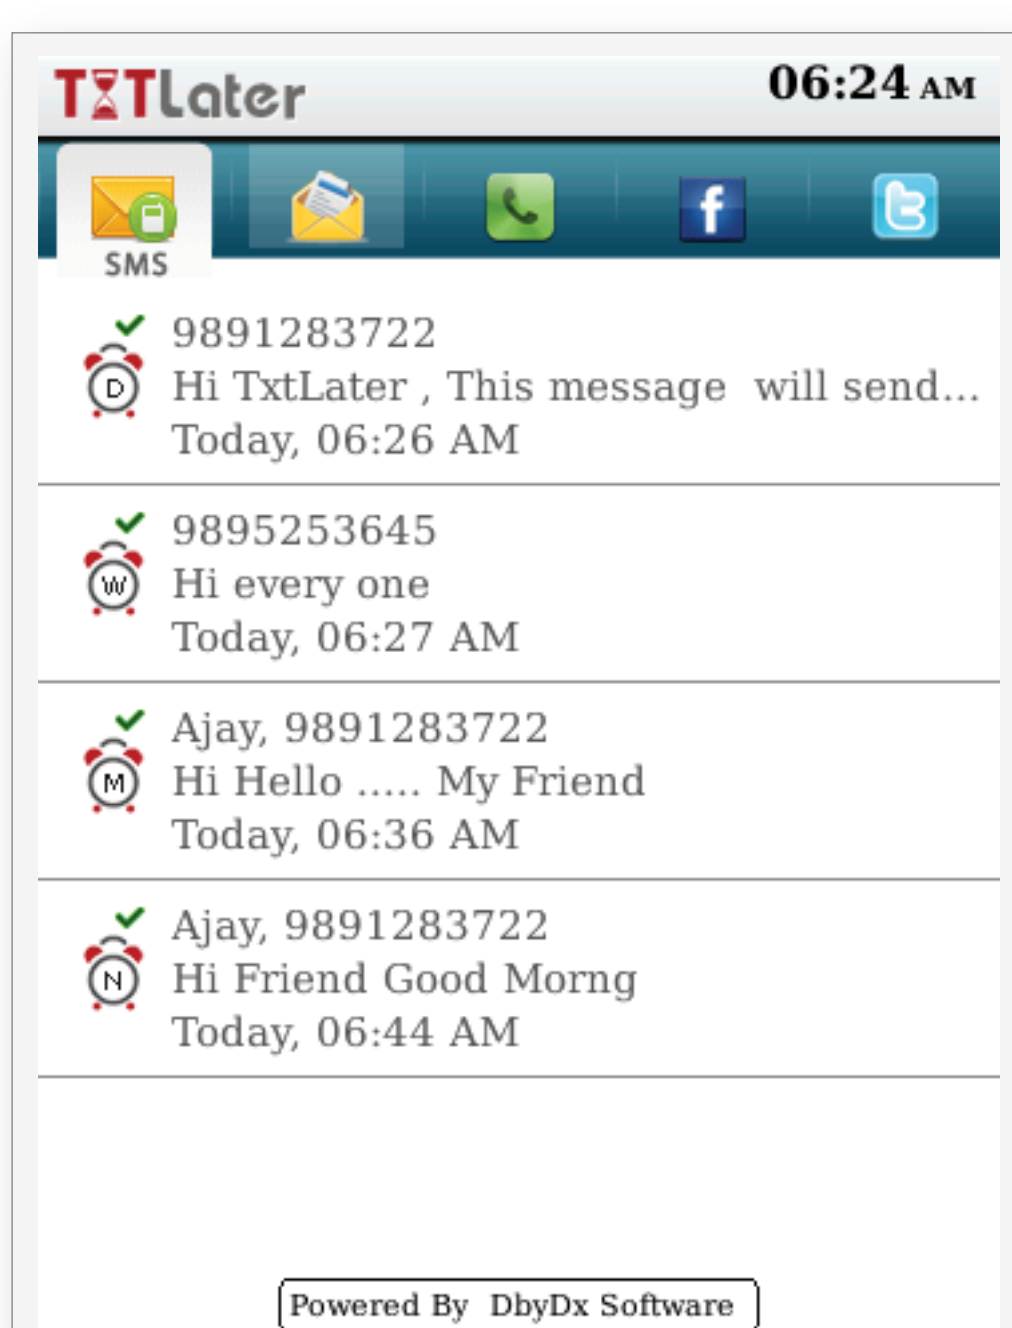 TXTLater
06:24 AM
SMS
9891283722
D
Hi TxtLater , This message  will send...
Today, 06:26 AM
9895253645
W
Hi every one
Today, 06:27 AM
Ajay, 9891283722
M
Hi Hello ..... My Friend
Today, 06:36 AM
Ajay, 9891283722
N
Hi Friend Good Morng
Today, 06:44 AM
Powered By  DbyDx Software